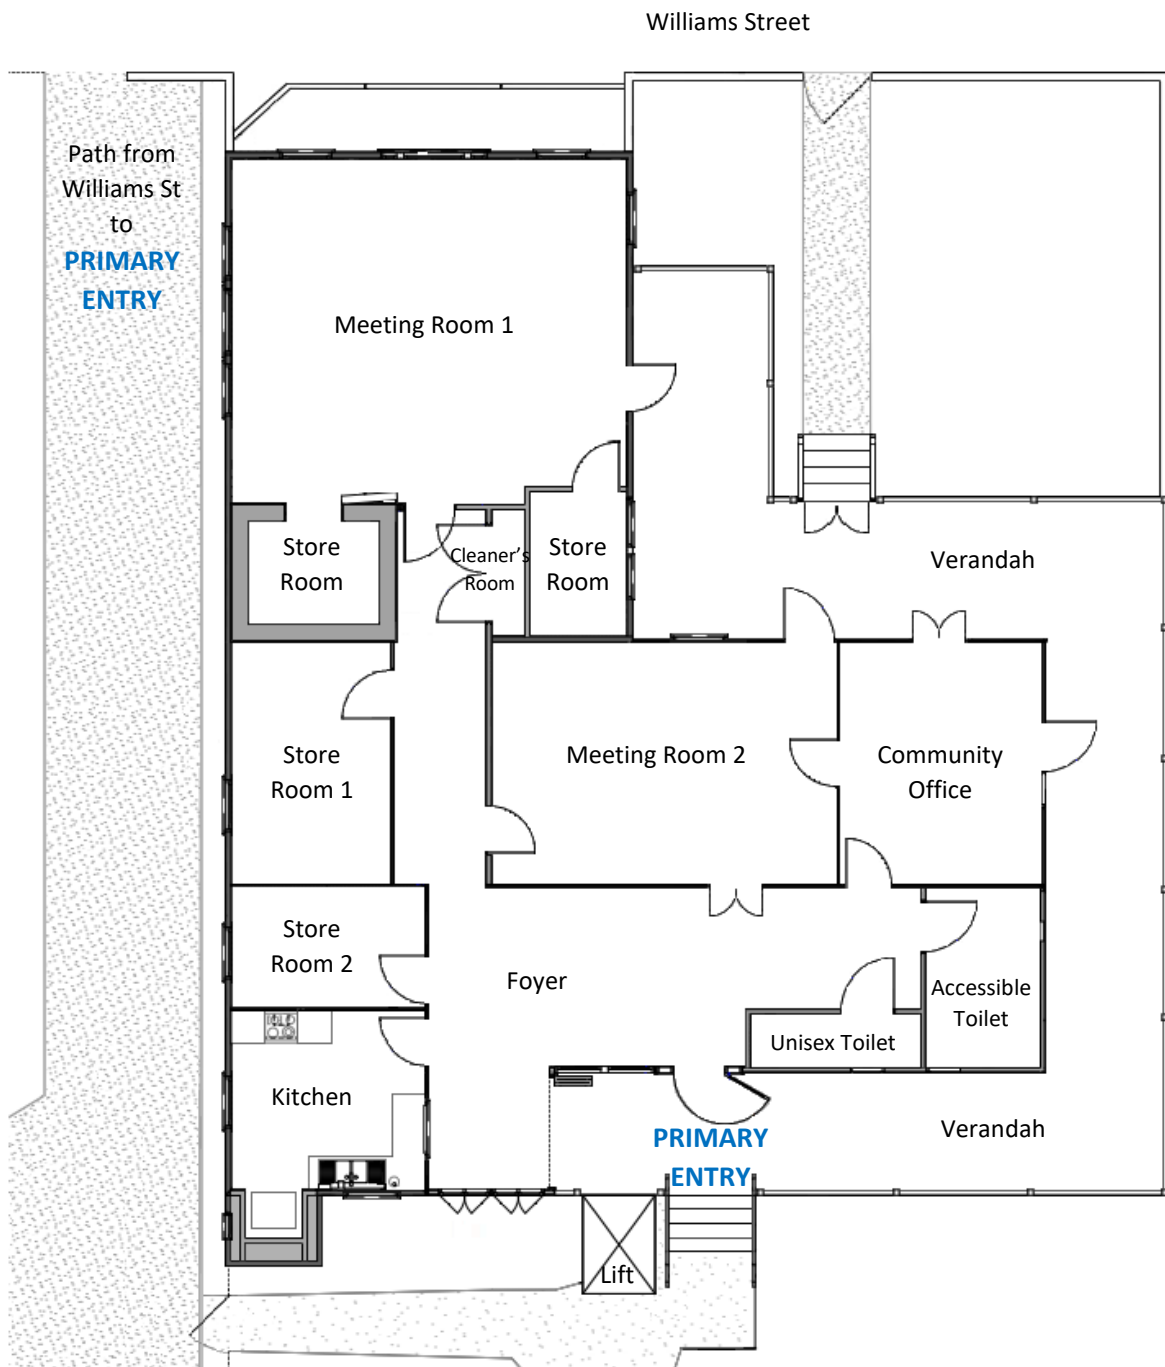 Williams Street
Path from
Williams St
to
PRIMARY
ENTRY
Meeting Room 1
Store
Room
Cleaner's
Room
Store
Room
Verandah
Store
Room 1
Meeting Room 2
Community
Office
Store
Room 2
Foyer
Accessible
Toilet
Unisex Toilet
Kitchen
PRIMARY
ENTRY
Verandah
Lift